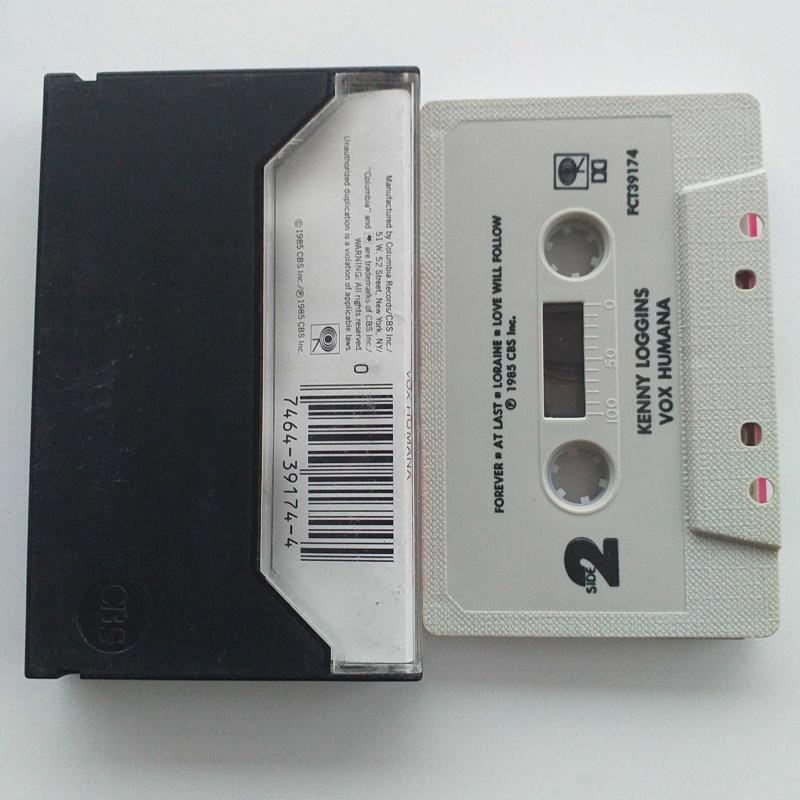 Manufactured by Columbia Records/CBS Inc./
51 W. 52 Street, New York, NY/
"Columbia" and are trademarks of CBS Inc./
WARNING: All rights reserved.
Unauthorized duplication is a violation of applicable laws.
© 1985 CBS Inc./℗ 1985 CBS Inc.
0
7464-39174-4
VOX HUMANA
CBS
FCT39174
KENNY LOGGINS
VOX HUMANA
0 50 100
FOREVER ■ AT LAST ■ LORAINE ■ LOVE WILL FOLLOW
℗ 1985 CBS Inc.
SIDE 2